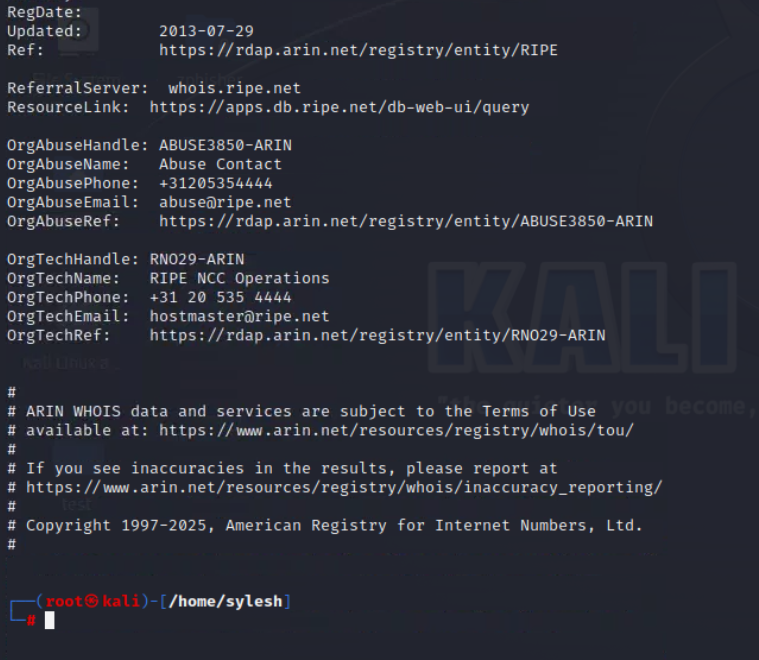 RegDate:
Updated:        2013-07-29
Ref:            https://rdap.arin.net/registry/entity/RIPE
ReferralServer:  whois.ripe.net
ResourceLink:  https://apps.db.ripe.net/db-web-ui/query
OrgAbuseHandle: ABUSE3850-ARIN
OrgAbuseName:   Abuse Contact
OrgAbusePhone:  +31205354444
OrgAbuseEmail:  abuse@ripe.net
OrgAbuseRef:    https://rdap.arin.net/registry/entity/ABUSE3850-ARIN
OrgTechHandle: RNO29-ARIN
OrgTechName:   RIPE NCC Operations
OrgTechPhone:  +31 20 535 4444
OrgTechEmail:  hostmaster@ripe.net
OrgTechRef:    https://rdap.arin.net/registry/entity/RNO29-ARIN
KALI
Kali Linux a...
"the quieter you become,
#
# ARIN WHOIS data and services are subject to the Terms of Use
# available at: https://www.arin.net/resources/registry/whois/tou/
#
# If you see inaccuracies in the results, please report at
# https://www.arin.net/resources/registry/whois/inaccuracy_reporting/
#
test
# Copyright 1997-2025, American Registry for Internet Numbers, Ltd.
#
┌──(root㉿kali)-[/home/sylesh]
└─#